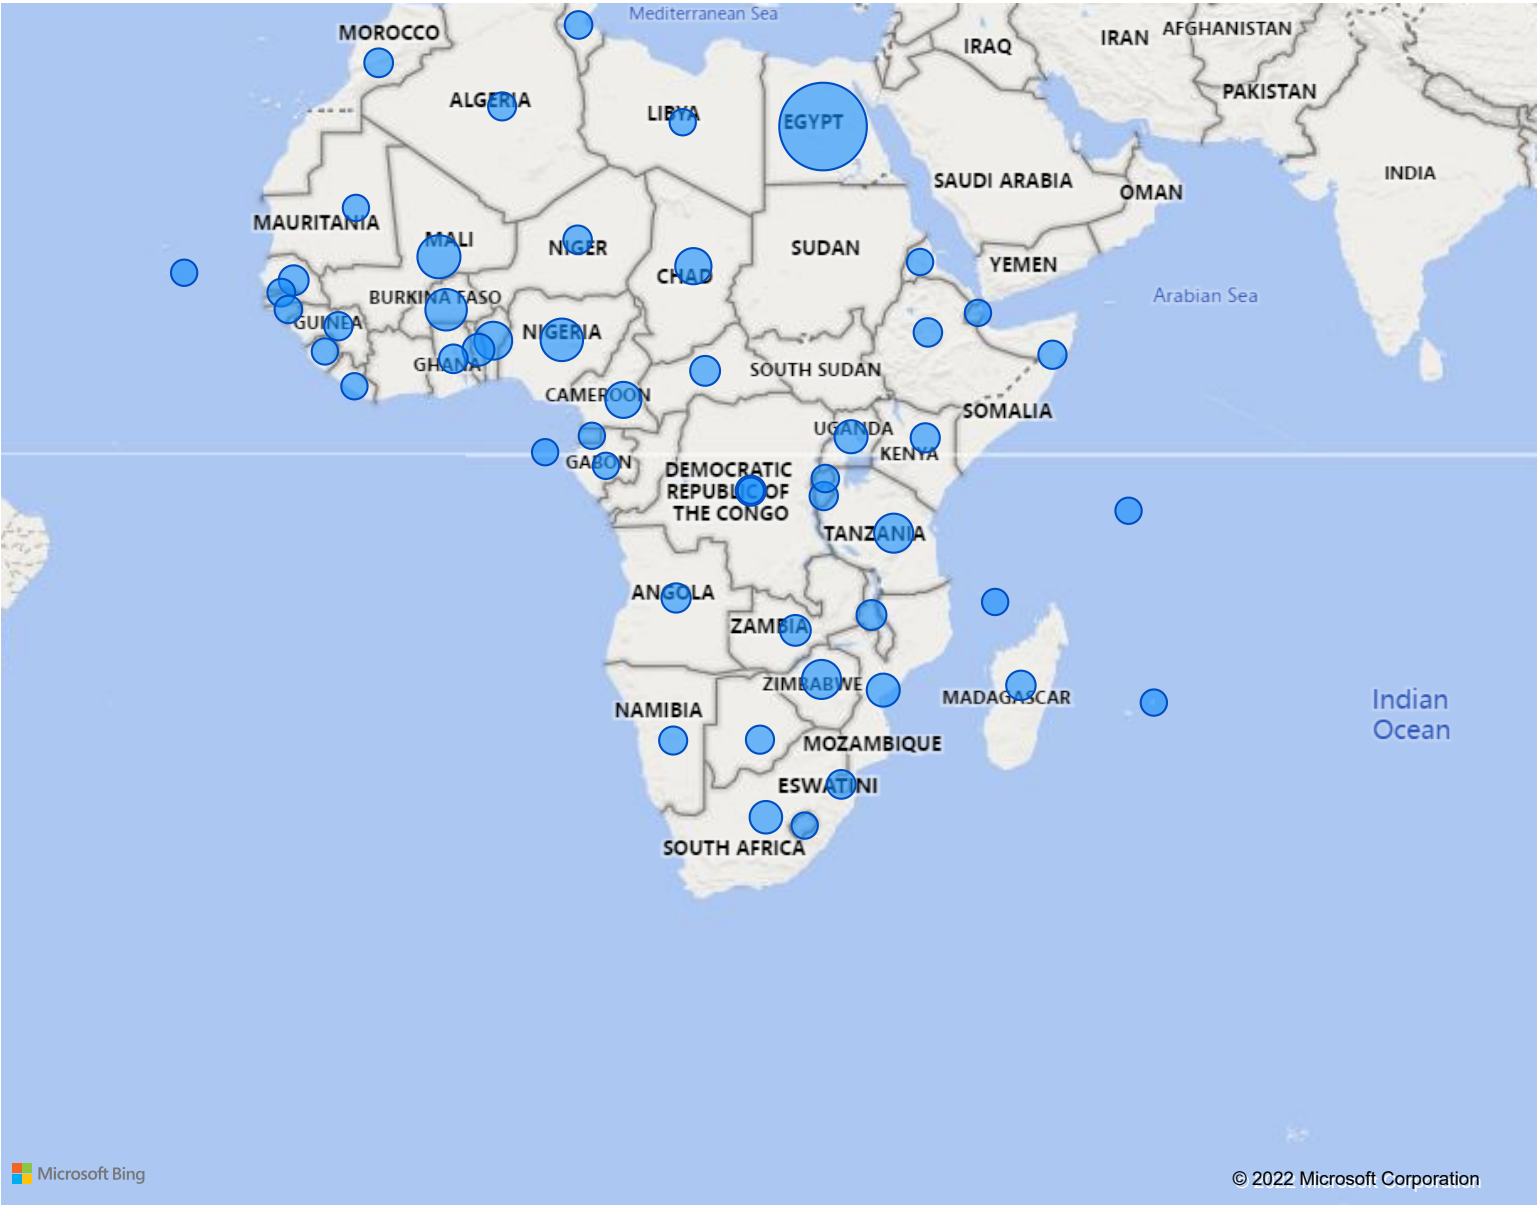 Mediterranean Sea
MOROCCO
AFGHANISTAN
IRAN
IRAQ
PAKISTAN
ALGERIA
LIBYA
EGYPT
INDIA
SAUDI ARABIA
OMAN
MAURITANIA
MALI
NIGER
SUDAN
YEMEN
CHAD
Arabian Sea
BURKINA FASO
GUINEA
NIGERIA
GHANA
SOUTH SUDAN
CAMEROON
SOMALIA
UGANDA
KENYA
GABON
DEMOCRATIC
REPUBLIC OF
THE CONGO
TANZANIA
ANGOLA
ZAMBIA
ZIMBABWE
MADAGASCAR
Indian
Ocean
NAMIBIA
MOZAMBIQUE
ESWATINI
SOUTH AFRICA
Microsoft Bing
© 2022 Microsoft Corporation